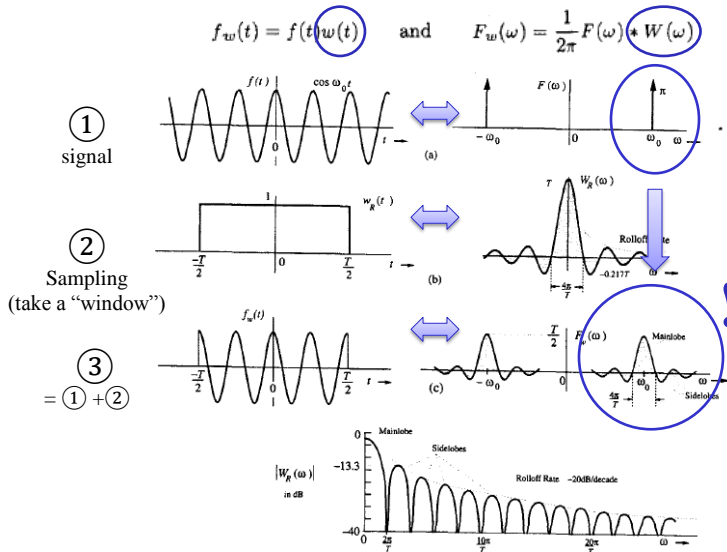 f_w(t) = f(t)w(t) and F_w(ω) = 1/2π F(ω) * W(ω)
f(t) cos ω₀t F(ω) π
① signal
0 t → (a) −ω₀ 0 ω₀ ω →
1 w_R(t) T W_R(ω)
② Sampling
(take a “window”)
Rolloff Rate
−T/2 0 T/2 t → (b) 4π/T −0.217T ω →
f_w(t) T/2 F_w(ω) Mainlobe
③
= ① +②
−T/2 0 T/2 t → (c) −ω₀ 0 4π/T ω₀ ω → Sidelobes
0 Mainlobe
Sidelobes
|W_R(ω)| −13.3
in dB
Rolloff Rate −20dB/decade
−40 2π/T 10π/T 20π/T ω →